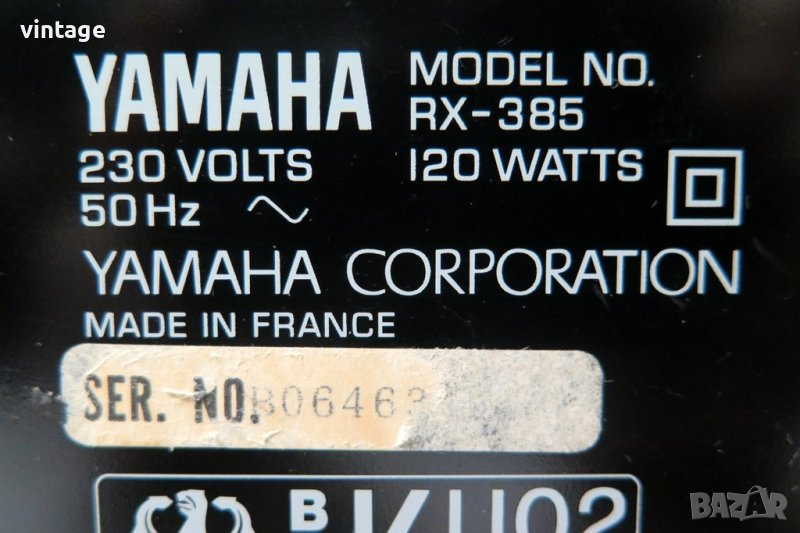 vintage
YAMAHA
MODEL NO.
RX-385
230 VOLTS
120 WATTS
50 Hz
YAMAHA CORPORATION
MADE IN FRANCE
SER. NO.
B
BAZAR